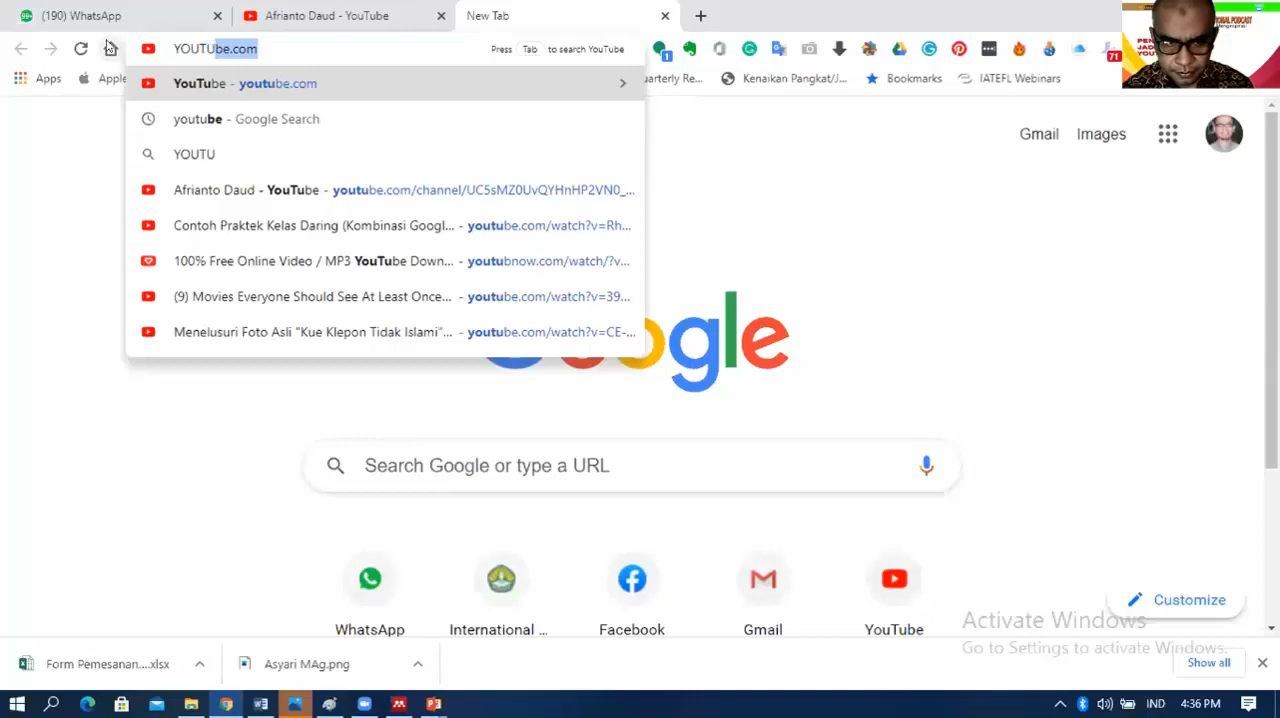 (190) WhatsApp
Afrianto Daud - YouTube
New Tab
YOUTUbe.com
Press Tab to search YouTube
1
71
Apps
Apple
uarterly Re...
Kenaikan Pangkat/J...
Bookmarks
IATEFL Webinars
YouTube - youtube.com
youtube - Google Search
YOUTU
Afrianto Daud - YouTube - youtube.com/channel/UC5sMZ0UvQYHnHP2VN0_...
Contoh Praktek Kelas Daring (Kombinasi Googl... - youtube.com/watch?v=Rh...
100% Free Online Video / MP3 YouTube Down... - youtubnow.com/watch/?v...
(9) Movies Everyone Should See At Least Once... - youtube.com/watch?v=39...
Menelusuri Foto Asli "Kue Klepon Tidak Islami"... - youtube.com/watch?v=CE-...
Gmail
Images
Google
Search Google or type a URL
WhatsApp
International ...
Facebook
Gmail
YouTube
Customize
Activate Windows
Go to Settings to activate Windows.
Form Pemesanan....xlsx
Asyari MAg.png
Show all
IND
4:36 PM